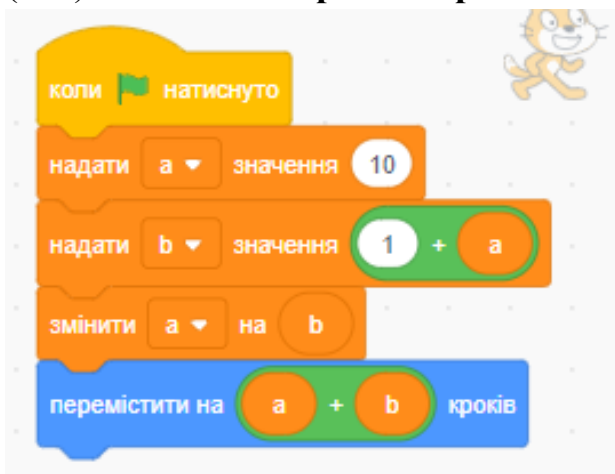 коли натиснуто
надати a значення 10
надати b значення 1 + a
змінити a на b
перемістити на a + b кроків